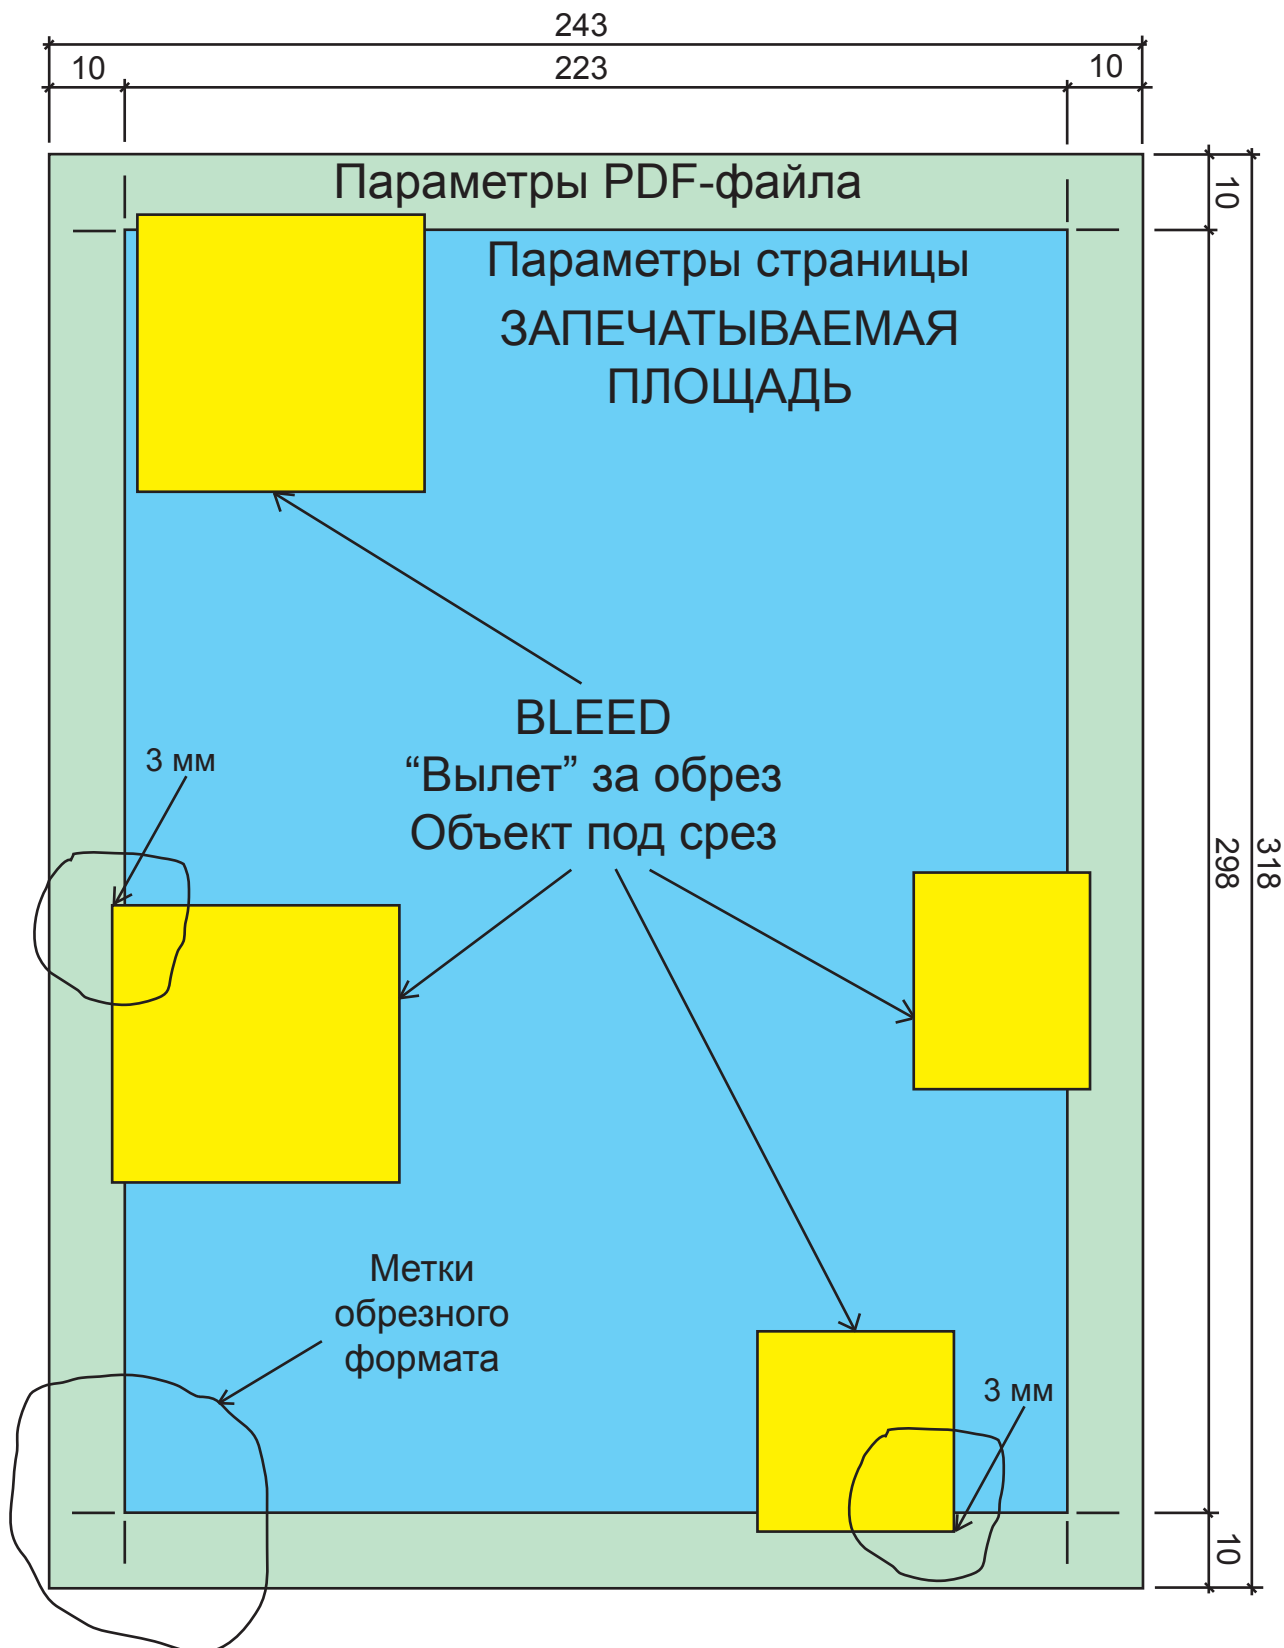 243
10
223
10
Параметры PDF-файла
10
Параметры страницы
ЗАПЕЧАТЫВАЕМАЯ
ПЛОЩАДЬ
BLEED
“Вылет” за обрез
Объект под срез
3 мм
318
298
Метки
обрезного
формата
3 мм
10